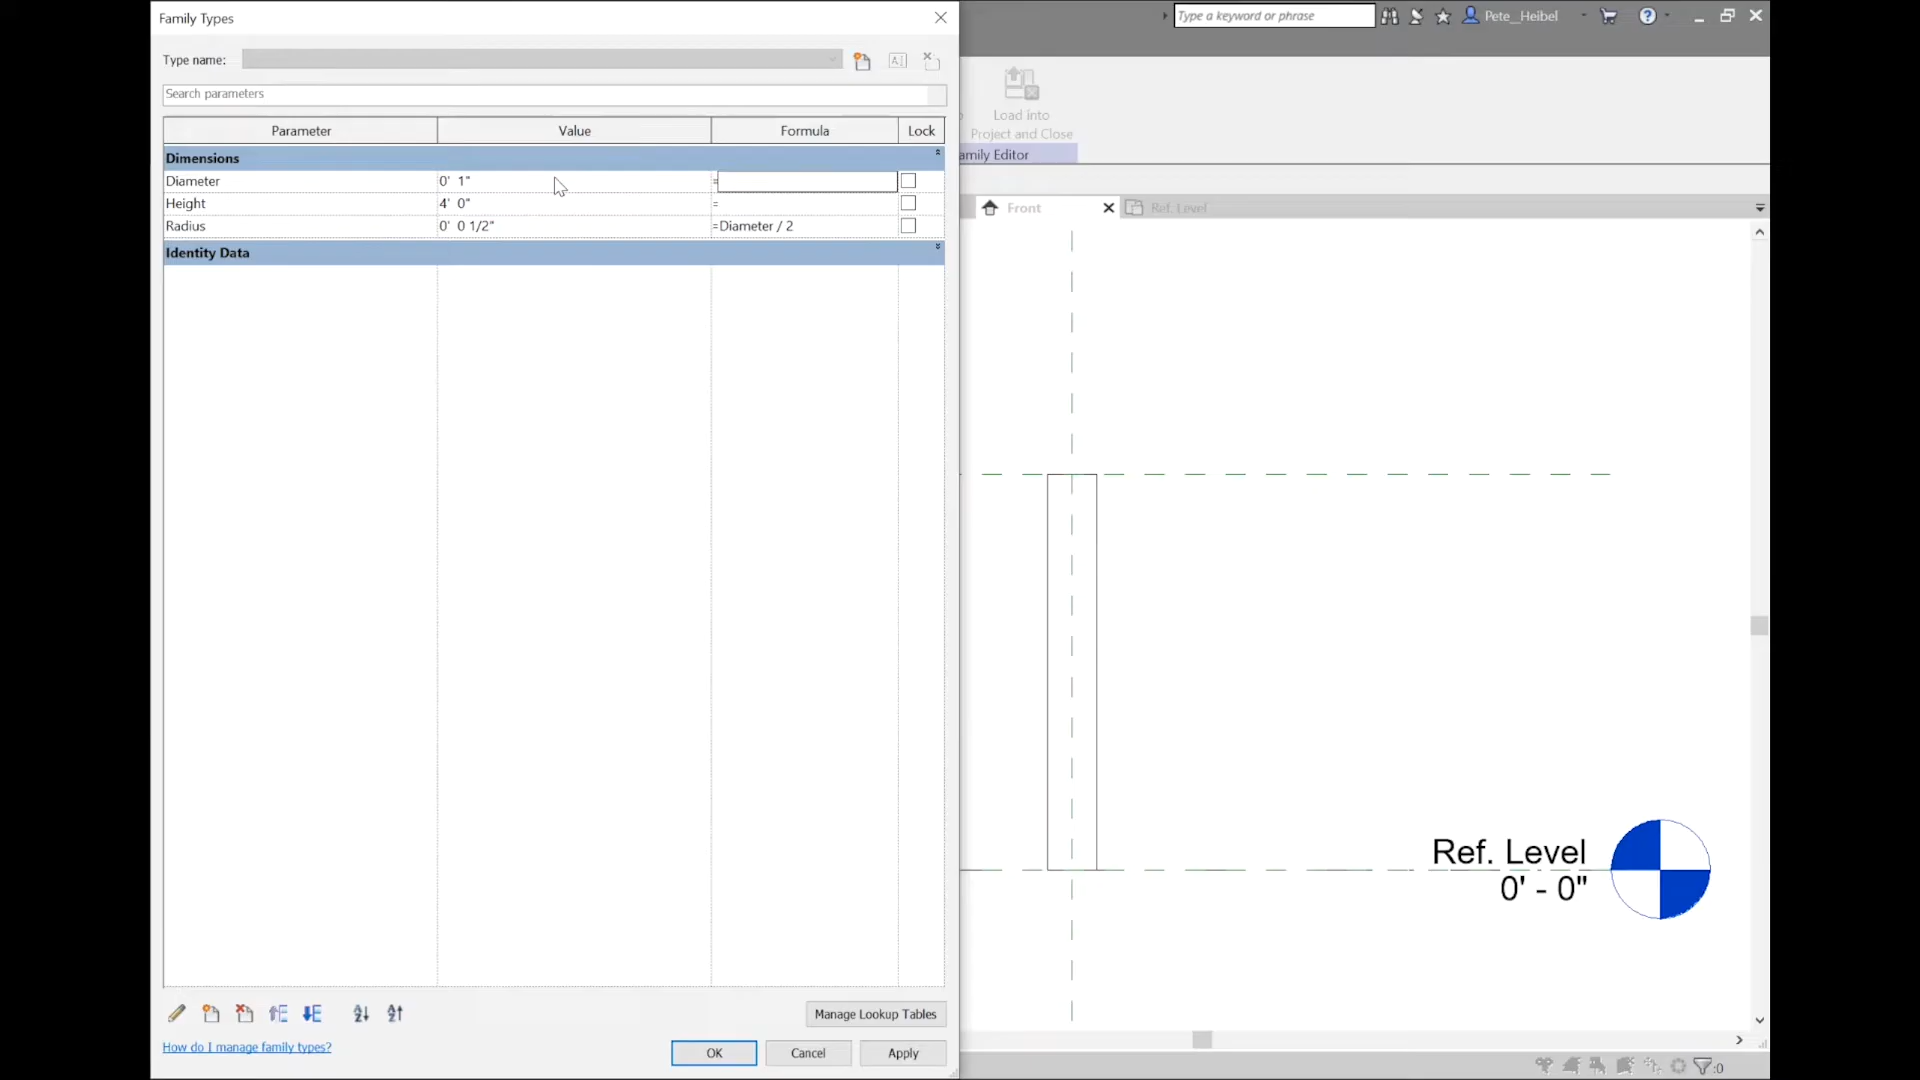 Family Types
Type name:
Search parameters
Parameter Value Formula Lock
Dimensions
Diameter 0' 1" =
Height 4' 0" =
Radius 0' 0 1/2" =Diameter / 2
Identity Data
Manage Lookup Tables
How do I manage family types?
OK Cancel Apply
Type a keyword or phrase
Pete_Heibel
Load into
Project and Close
amily Editor
Front
Ref. Level
Ref. Level
0' - 0"
:0